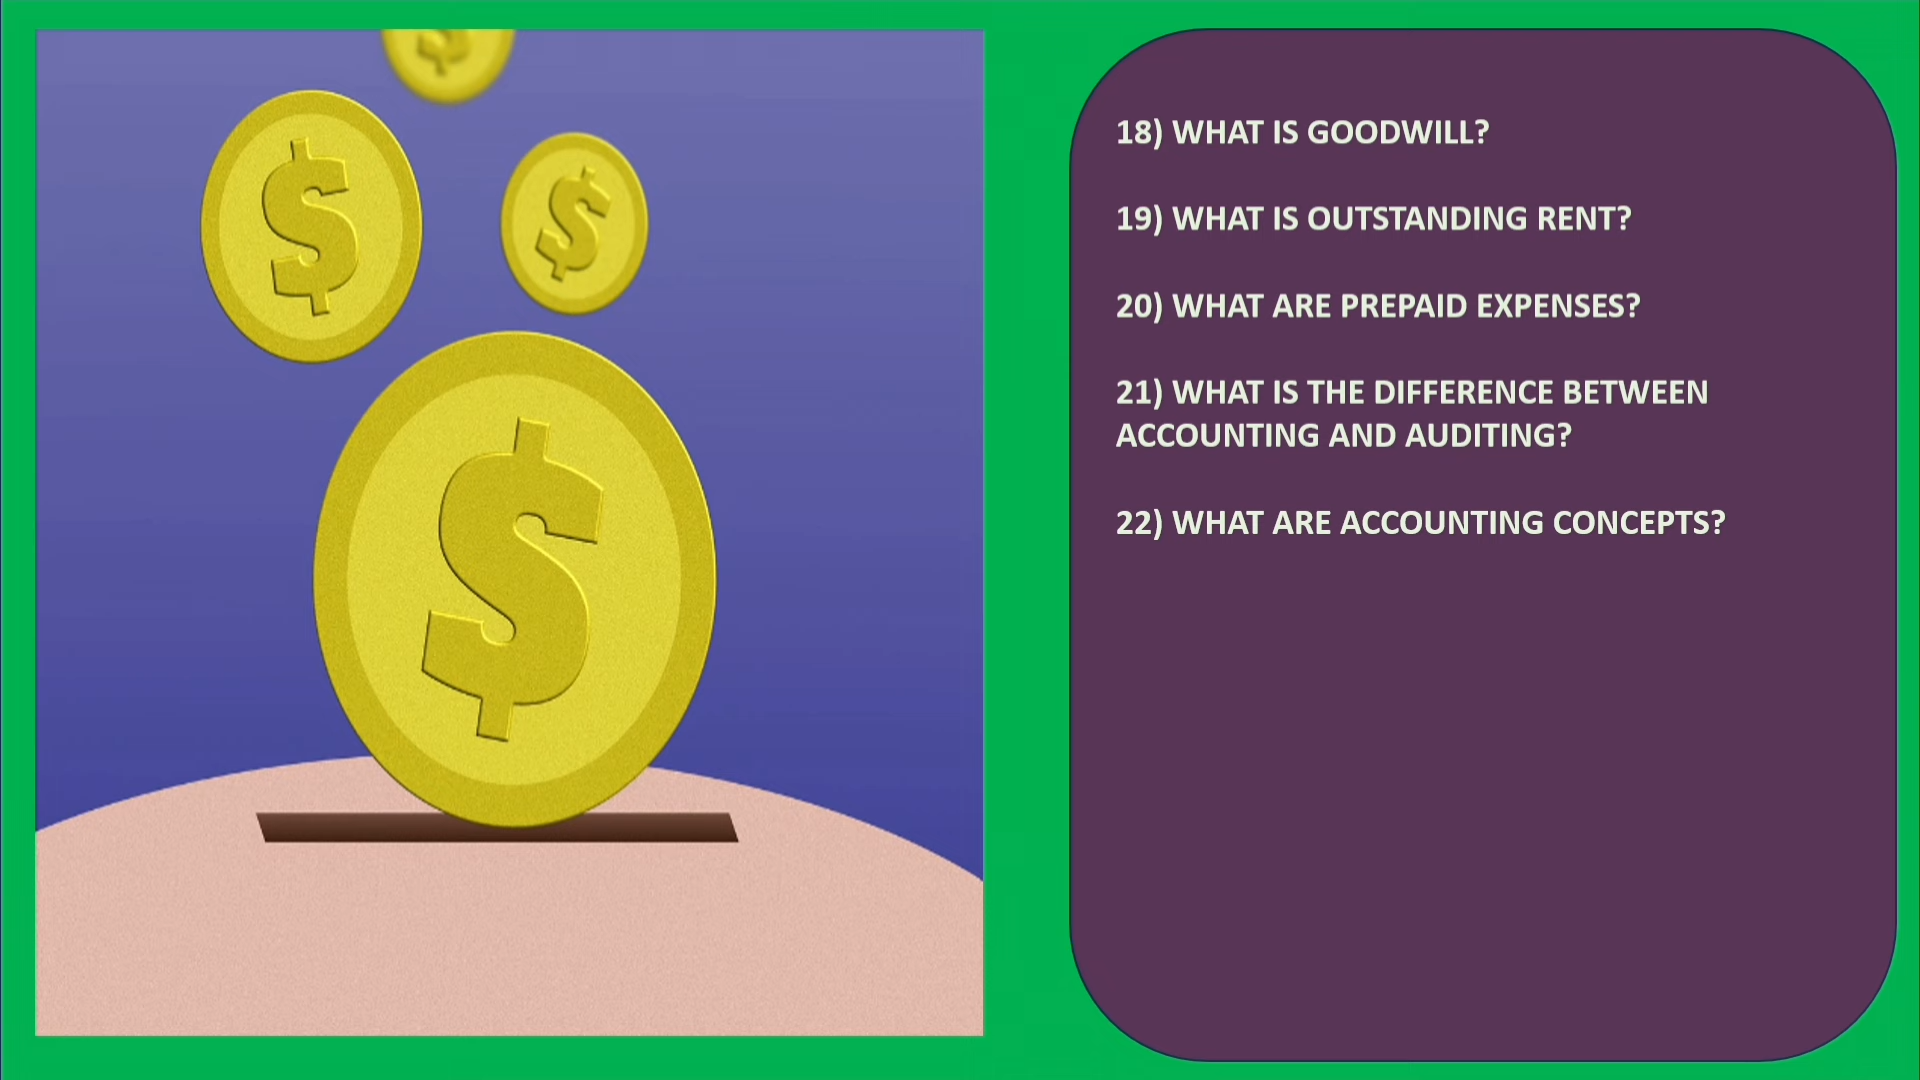 18) WHAT IS GOODWILL?
19) WHAT IS OUTSTANDING RENT?
20) WHAT ARE PREPAID EXPENSES?
21) WHAT IS THE DIFFERENCE BETWEEN
ACCOUNTING AND AUDITING?
22) WHAT ARE ACCOUNTING CONCEPTS?
$
$
$
$